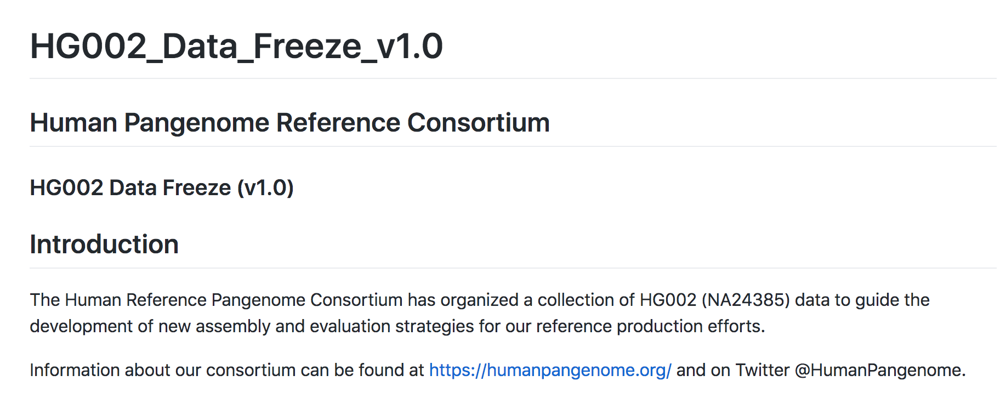 HG002_Data_Freeze_v1.0
Human Pangenome Reference Consortium
HG002 Data Freeze (v1.0)
Introduction
The Human Reference Pangenome Consortium has organized a collection of HG002 (NA24385) data to guide the
development of new assembly and evaluation strategies for our reference production efforts.
Information about our consortium can be found at https://humanpangenome.org/ and on Twitter @HumanPangenome.